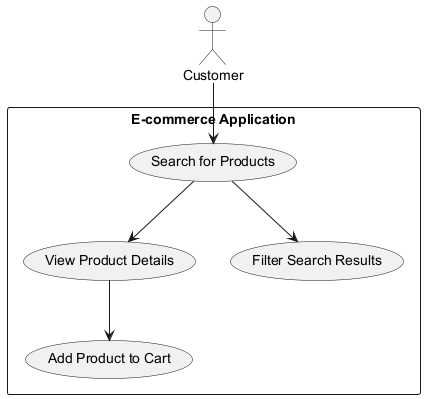 Customer
E-commerce Application
Search for Products
View Product Details
Filter Search Results
Add Product to Cart